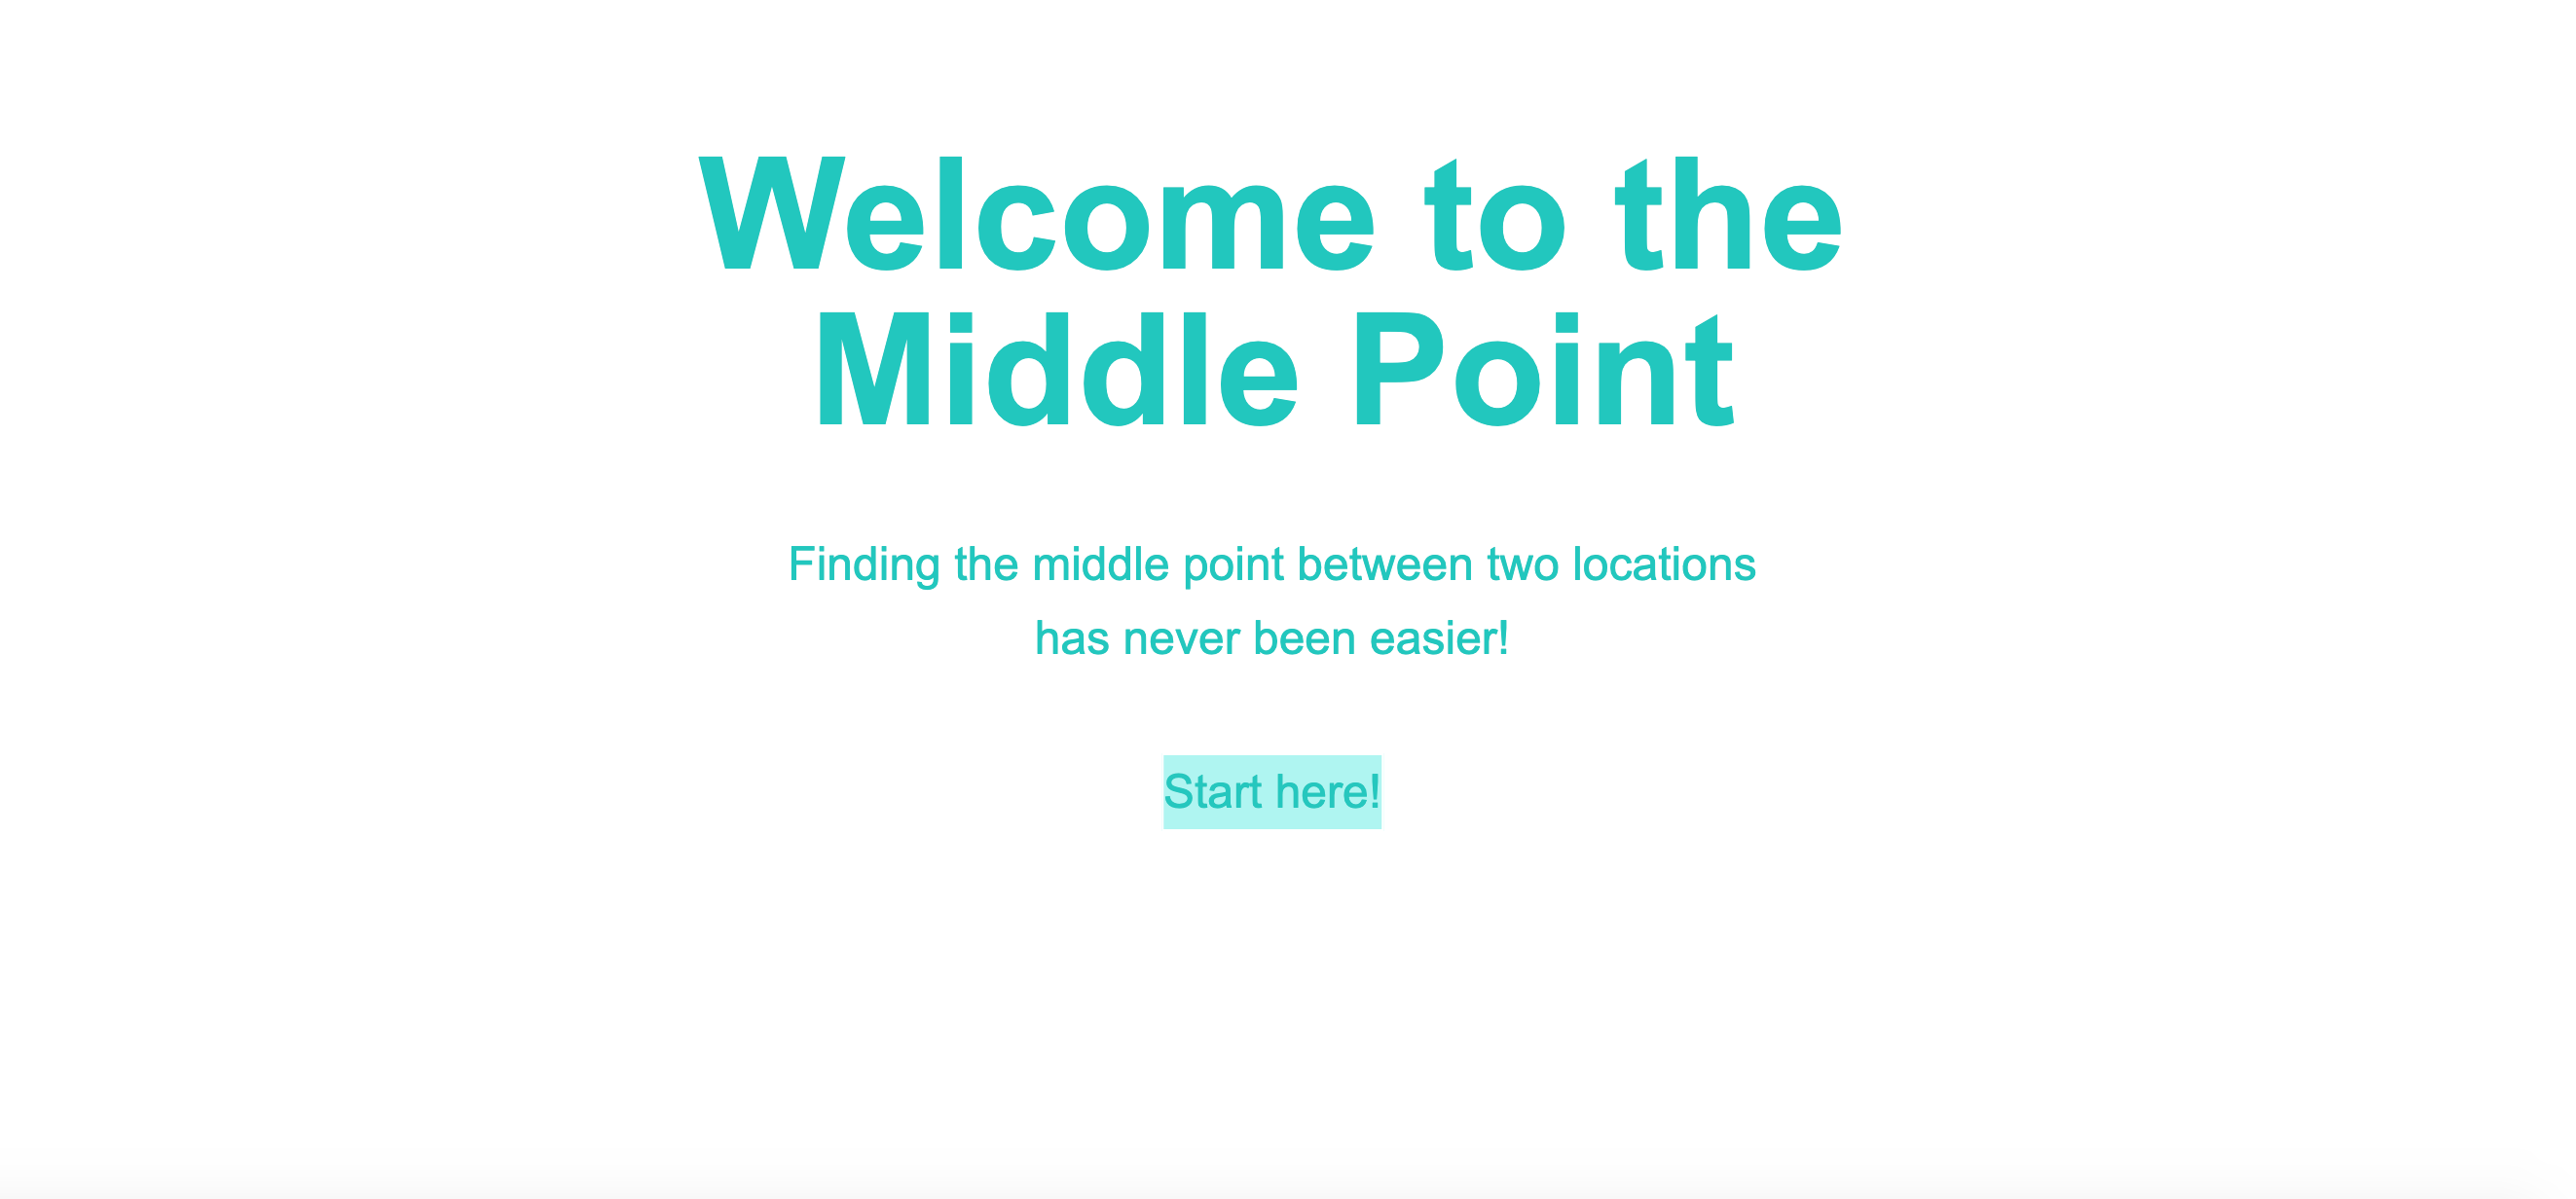 Welcome to the
Middle Point
Finding the middle point between two locations
has never been easier!
Start here!